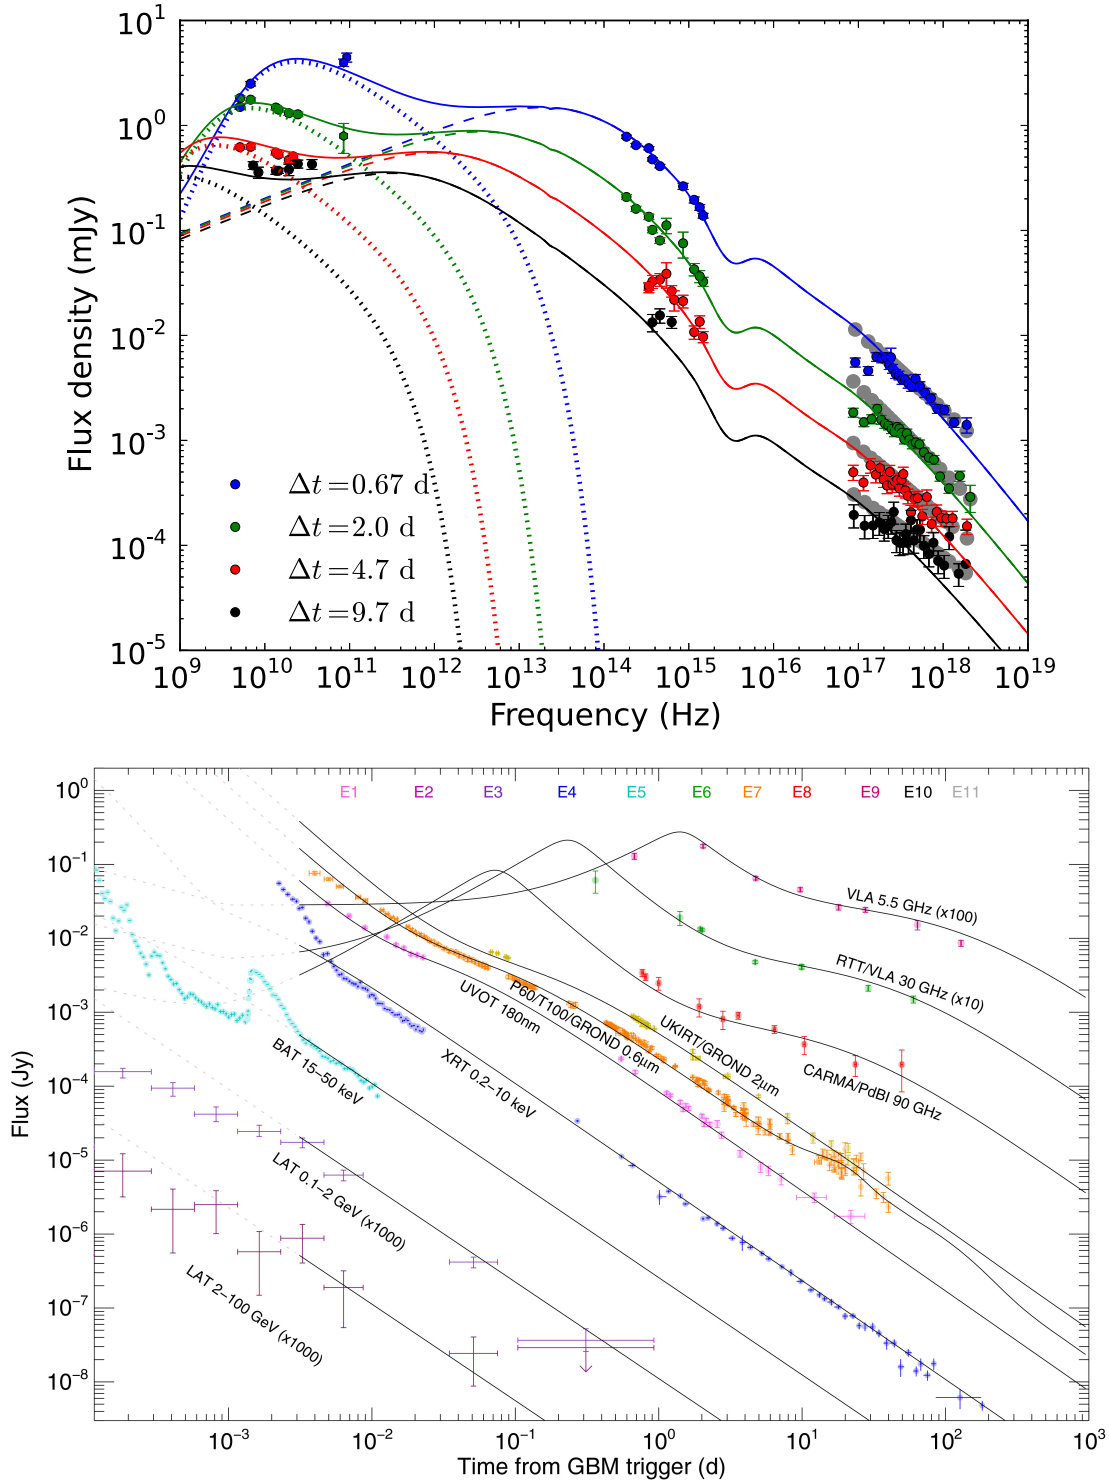 10^1
10^0
10^-1
10^-2
10^-3
10^-4
10^-5
Flux density (mJy)
Δt = 0.67 d
Δt = 2.0 d
Δt = 4.7 d
Δt = 9.7 d
10^9 10^10 10^11 10^12 10^13 10^14 10^15 10^16 10^17 10^18 10^19
Frequency (Hz)
E1 E2 E3 E4 E5 E6 E7 E8 E9 E10 E11
10^0
10^-1
10^-2
10^-3
10^-4
10^-5
10^-6
10^-7
10^-8
Flux (Jy)
VLA 5.5 GHz (x100)
RTT/VLA 30 GHz (x10)
CARMA/PdBI 90 GHz
UKIRT/GROND 2μm
P60/T100/GROND 0.6μm
UVOT 180nm
XRT 0.2–10 keV
BAT 15–50 keV
LAT 0.1–2 GeV (x1000)
LAT 2–100 GeV (x1000)
10^-3 10^-2 10^-1 10^0 10^1 10^2 10^3
Time from GBM trigger (d)